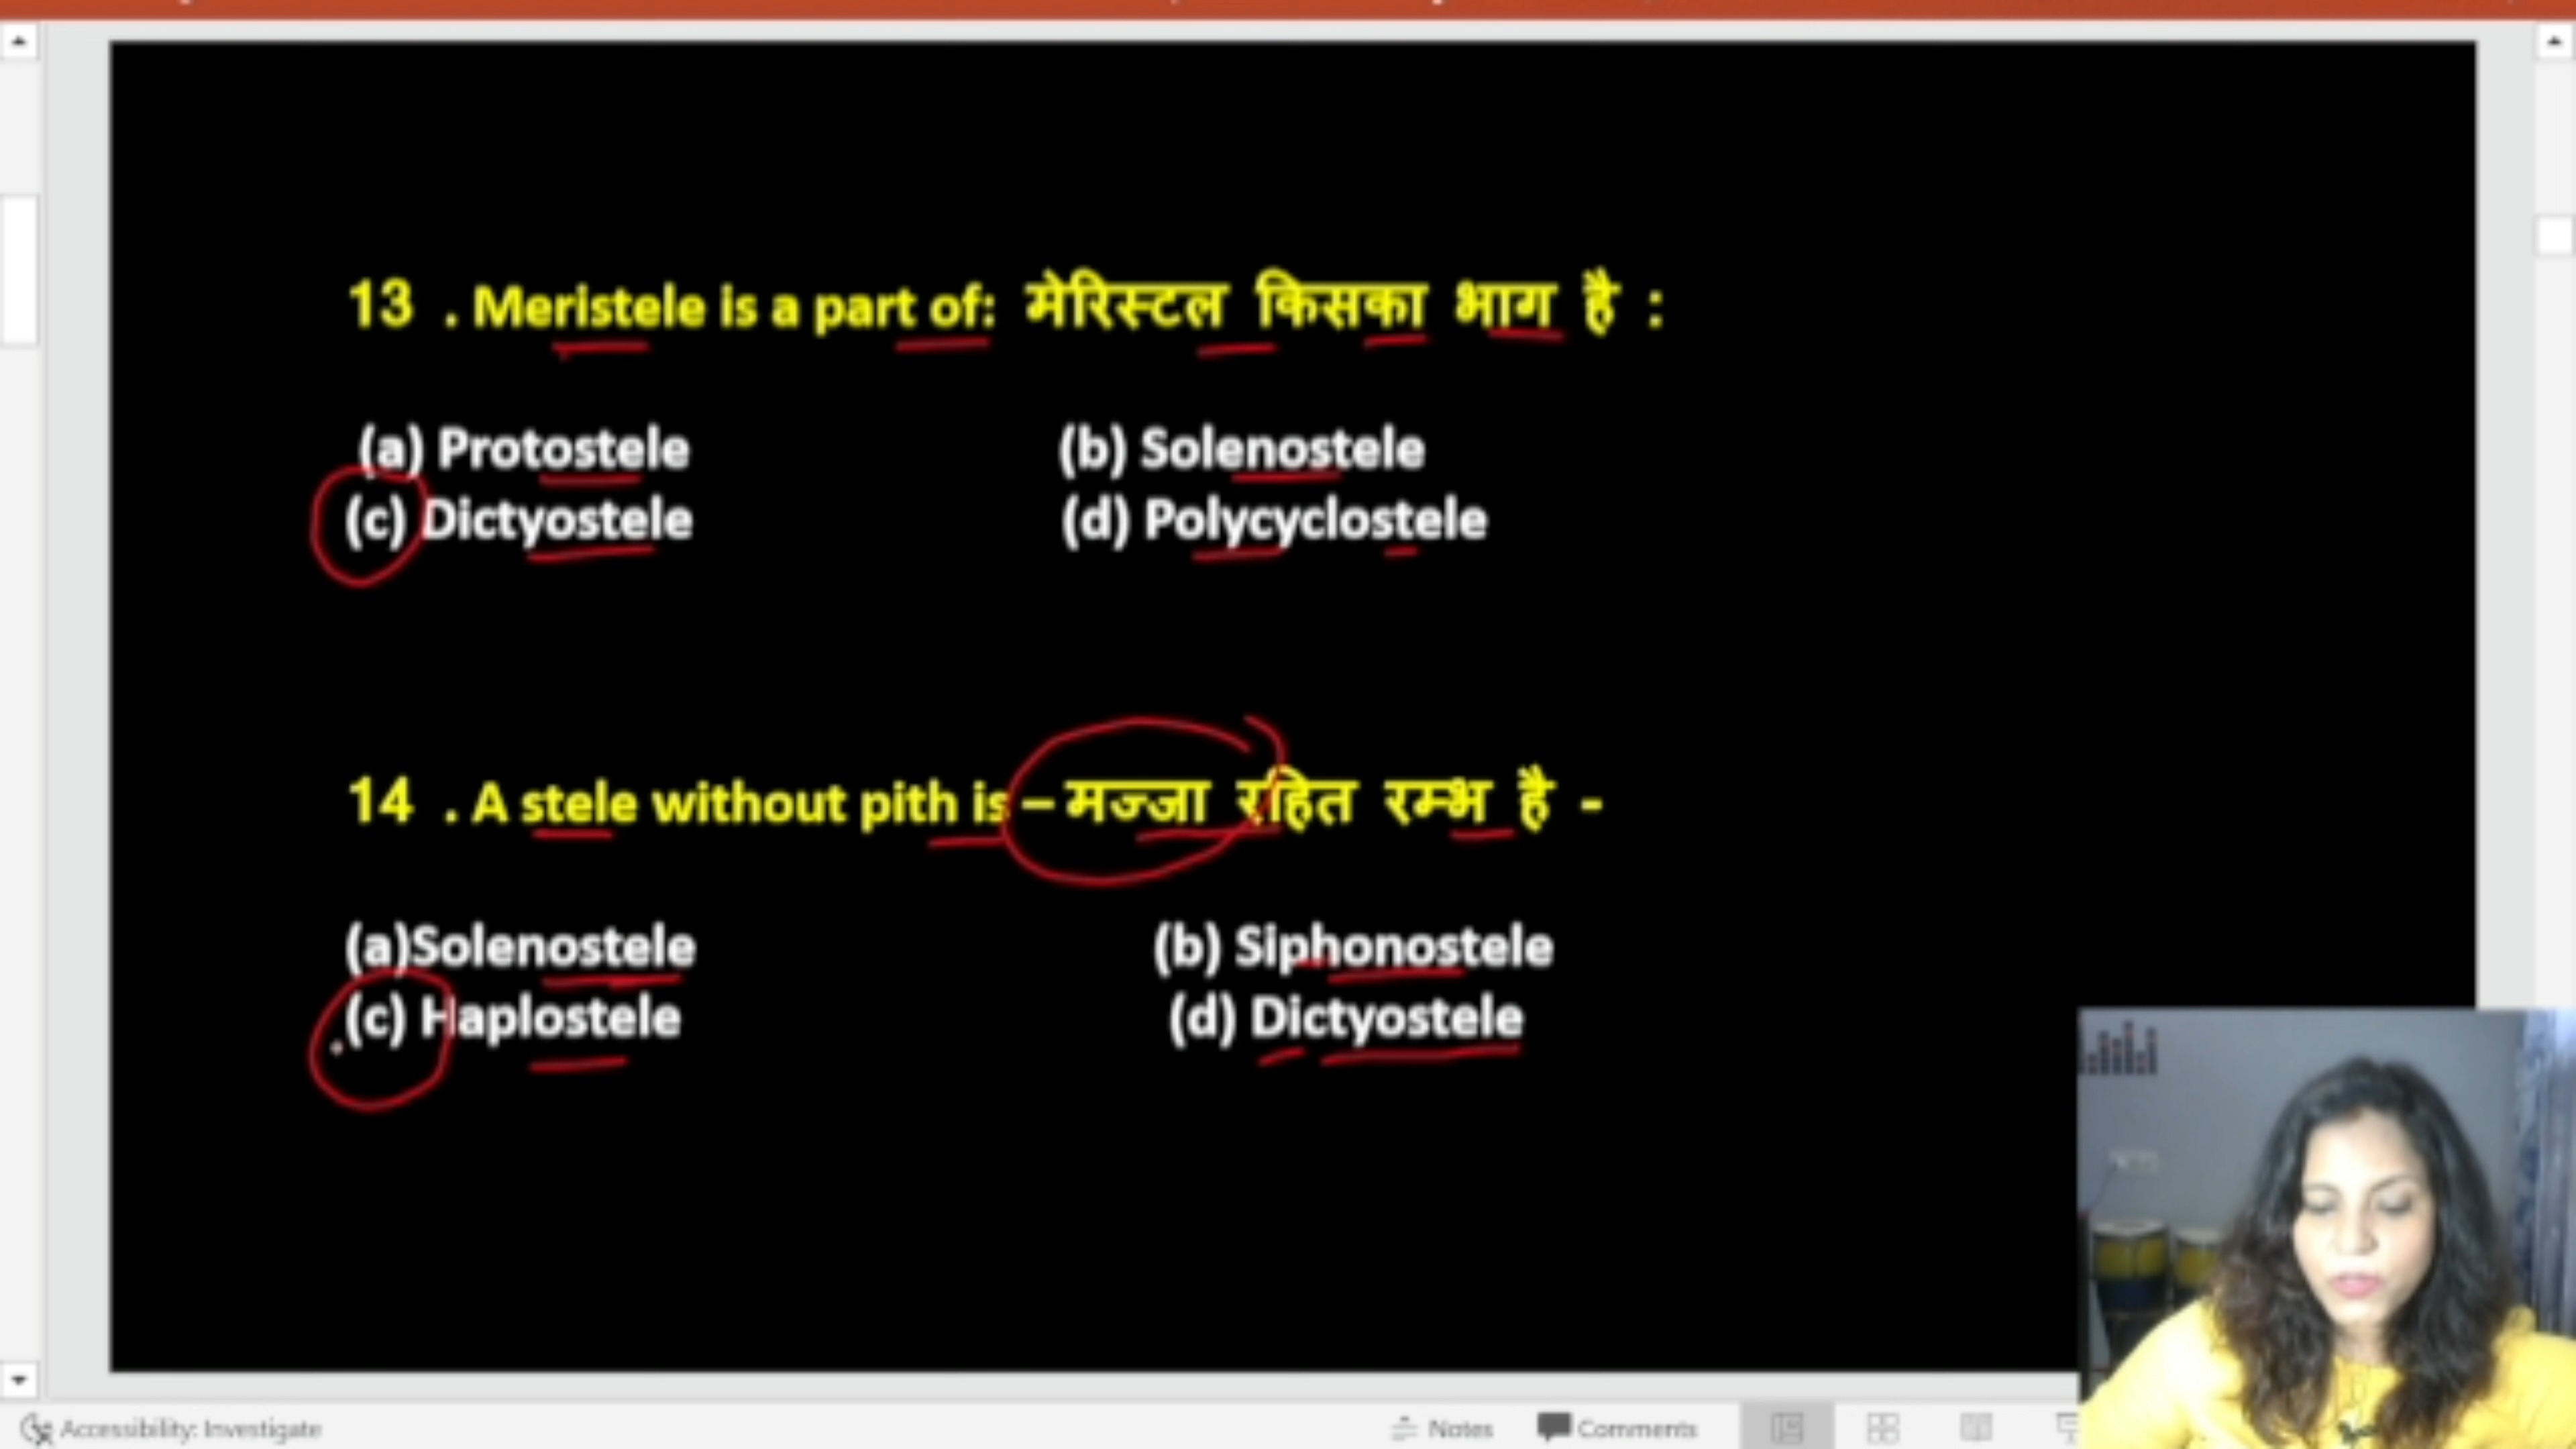 13 . Meristele is a part of: मेरिस्टल किसका भाग है :
(a) Protostele (b) Solenostele
(c) Dictyostele (d) Polycyclostele
14 . A stele without pith is – मज्जा रहित रम्भ है -
(a)Solenostele (b) Siphonostele
(c) Haplostele (d) Dictyostele
Accessibility: Investigate Notes Comments